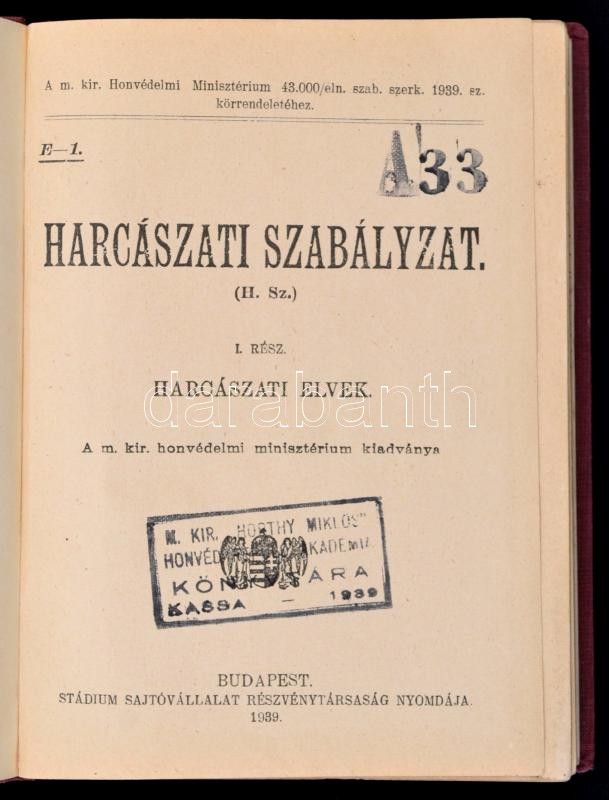 A m. kir. Honvédelmi Minisztérium 43.000/eln. szab. szerk. 1939. sz.
körrendeletéhez.
E—1.
A 33
HARCÁSZATI SZABÁLYZAT.
(H. Sz.)
I. RÉSZ.
HARCÁSZATI ELVEK.
darabanth
A m. kir. honvédelmi minisztérium kiadványa
M. KIR. „HORTHY MIKLÓS"
HONVÉD KADÉMIA
KÖN ÁRA
KASSA — 1939
BUDAPEST.
STÁDIUM SAJTÓVÁLLALAT RÉSZVÉNYTÁRSASÁG NYOMDÁJA.
1939.